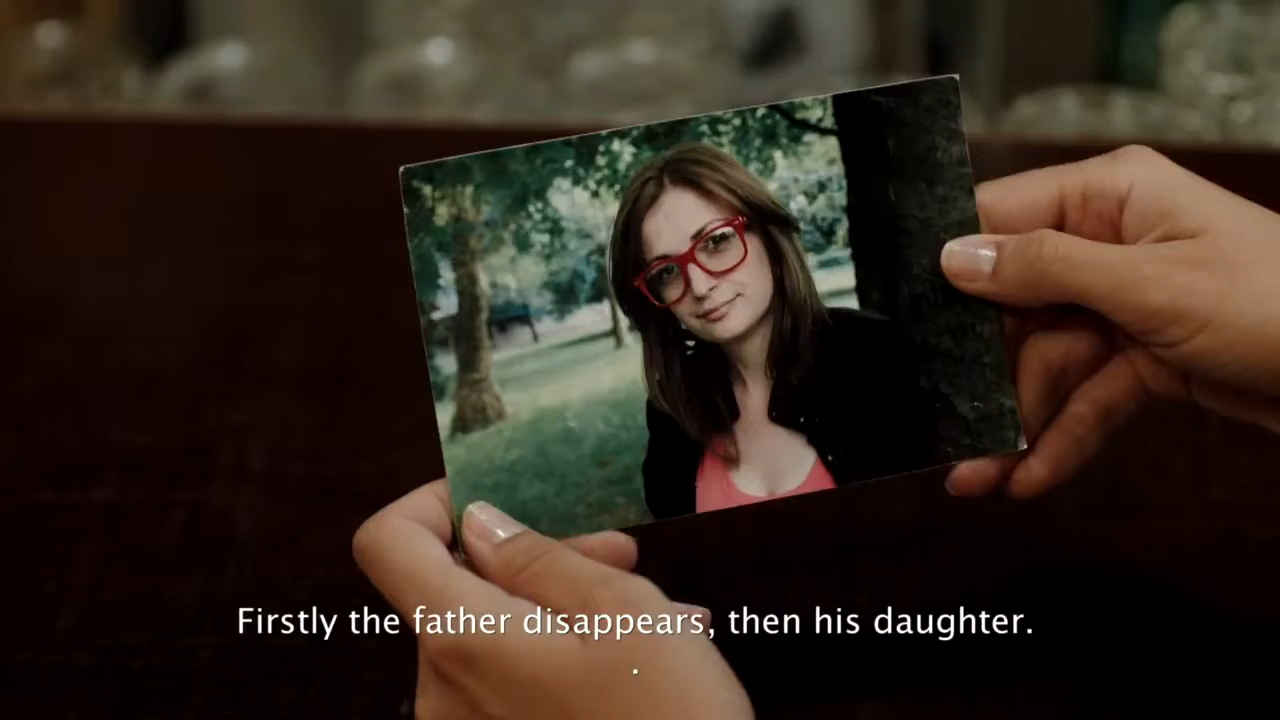 Firstly the father disappears, then his daughter.
.